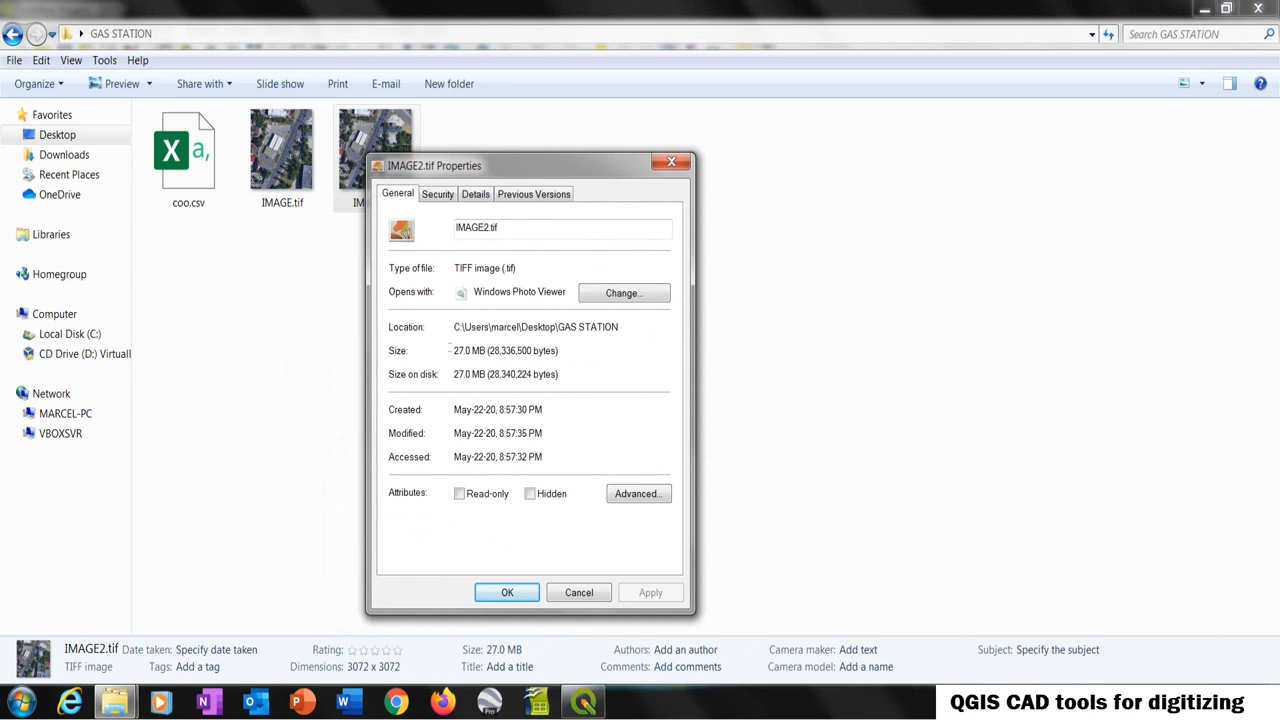 GAS STATION
Search GAS STATION
File Edit View Tools Help
Organize Preview Share with Slide show Print E-mail New folder
Favorites
Desktop
Downloads
Recent Places
OneDrive
Libraries
Homegroup
Computer
Local Disk (C:)
CD Drive (D:) Virtuall
Network
MARCEL-PC
VBOXSVR
X a,
coo.csv
IMAGE.tif
IM
IMAGE2.tif Properties
General Security Details Previous Versions
IMAGE2.tif
Type of file: TIFF image (.tif)
Opens with: Windows Photo Viewer Change...
Location: C:\Users\marcel\Desktop\GAS STATION
Size: 27.0 MB (28,336,500 bytes)
Size on disk: 27.0 MB (28,340,224 bytes)
Created: May-22-20, 8:57:30 PM
Modified: May-22-20, 8:57:35 PM
Accessed: May-22-20, 8:57:32 PM
Attributes: Read-only Hidden Advanced...
OK Cancel Apply
IMAGE2.tif Date taken: Specify date taken Rating: Size: 27.0 MB Authors: Add an author Camera maker: Add text Subject: Specify the subject
TIFF image Tags: Add a tag Dimensions: 3072 x 3072 Title: Add a title Comments: Add comments Camera model: Add a name
Pro
QGIS CAD tools for digitizing